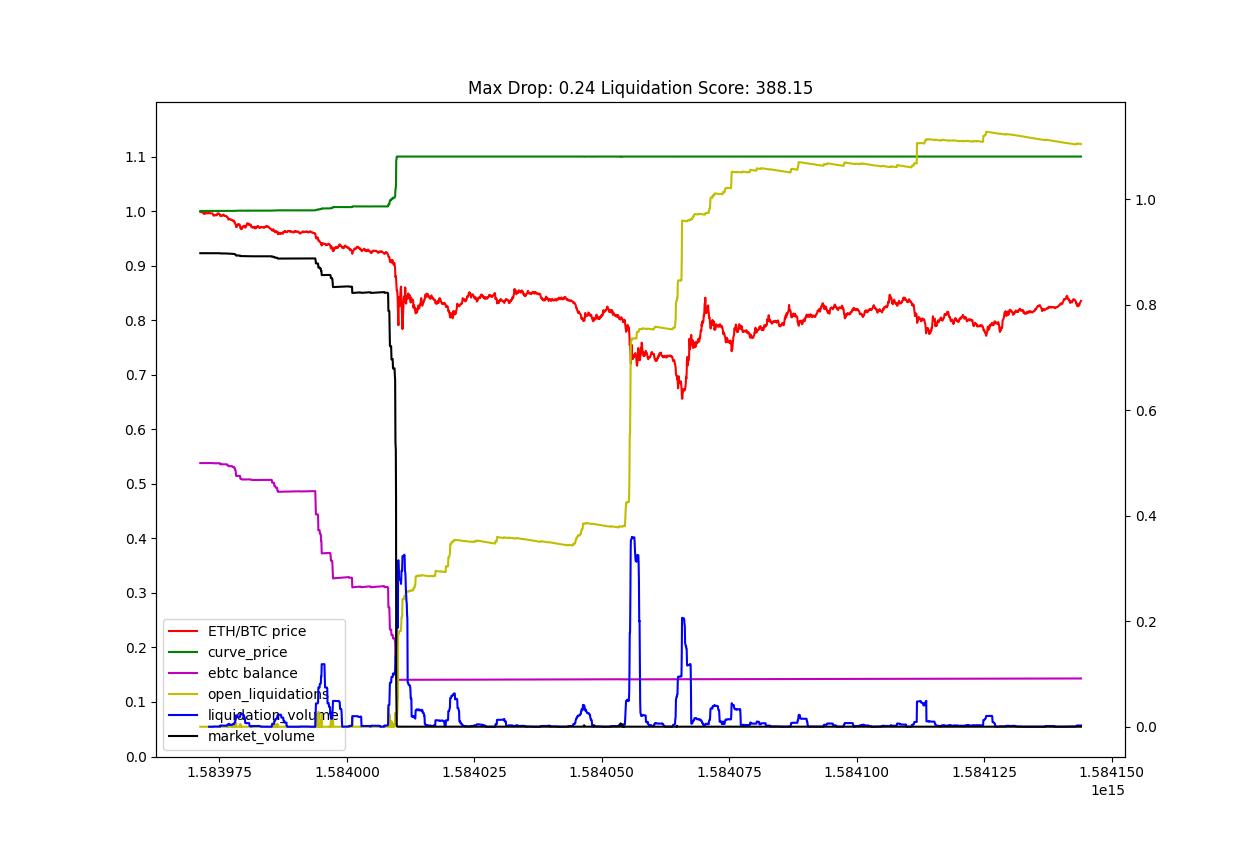 Max Drop: 0.24 Liquidation Score: 388.15
1.1
1.0
0.9
0.8
0.7
0.6
0.5
0.4
0.3
0.2
0.1
0.0
1.0
0.8
0.6
0.4
0.2
0.0
ETH/BTC price
curve_price
ebtc balance
open_liquidations
liquidation_volume
market_volume
1.583975 1.584000 1.584025 1.584050 1.584075 1.584100 1.584125 1.584150
1e15